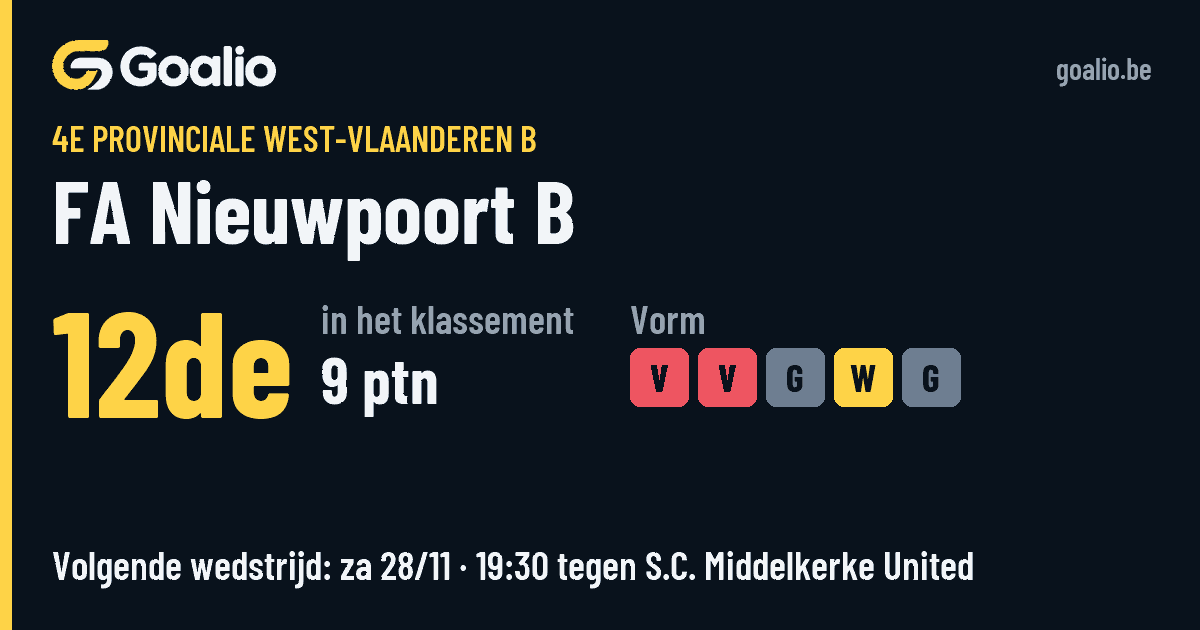 Goalio
goalio.be
4E PROVINCIALE WEST-VLAANDEREN B
FA Nieuwpoort B
12de
in het klassement
9 ptn
Vorm
V V G W G
Volgende wedstrijd: za 28/11 · 19:30 tegen S.C. Middelkerke United